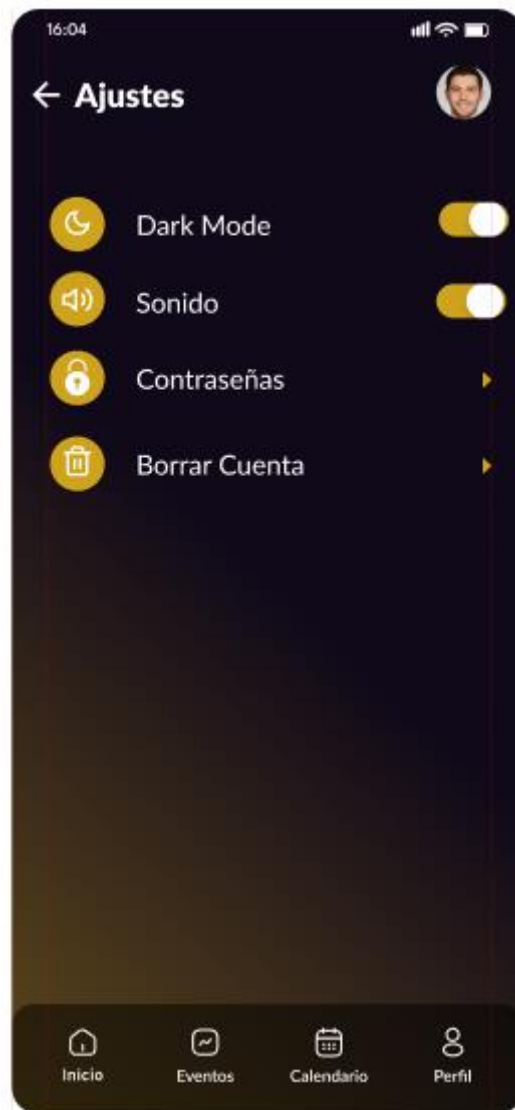 16:04
Ajustes
Dark Mode
Sonido
Contraseñas
Borrar Cuenta
Inicio Eventos Calendario Perfil